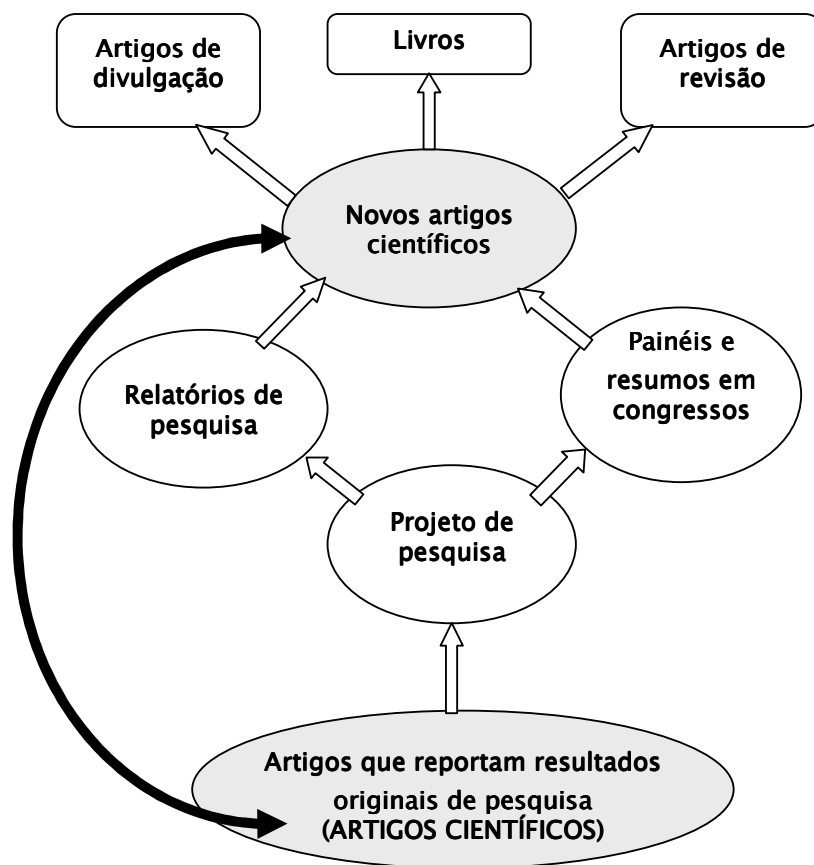 Artigos de
divulgação
Livros
Artigos de
revisão
Novos artigos
científicos
Relatórios de
pesquisa
Painéis e
resumos em
congressos
Projeto de
pesquisa
Artigos que reportam resultados
originais de pesquisa
(ARTIGOS CIENTÍFICOS)